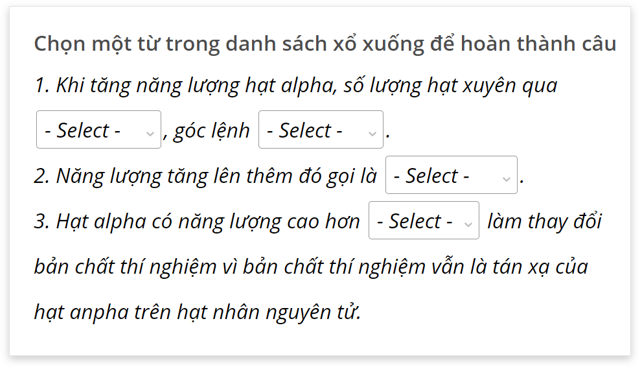 Chọn một từ trong danh sách xổ xuống để hoàn thành câu
1. Khi tăng năng lượng hạt alpha, số lượng hạt xuyên qua
- Select - , góc lệnh - Select - .
2. Năng lượng tăng lên thêm đó gọi là - Select - .
3. Hạt alpha có năng lượng cao hơn - Select - làm thay đổi
bản chất thí nghiệm vì bản chất thí nghiệm vẫn là tán xạ của
hạt anpha trên hạt nhân nguyên tử.